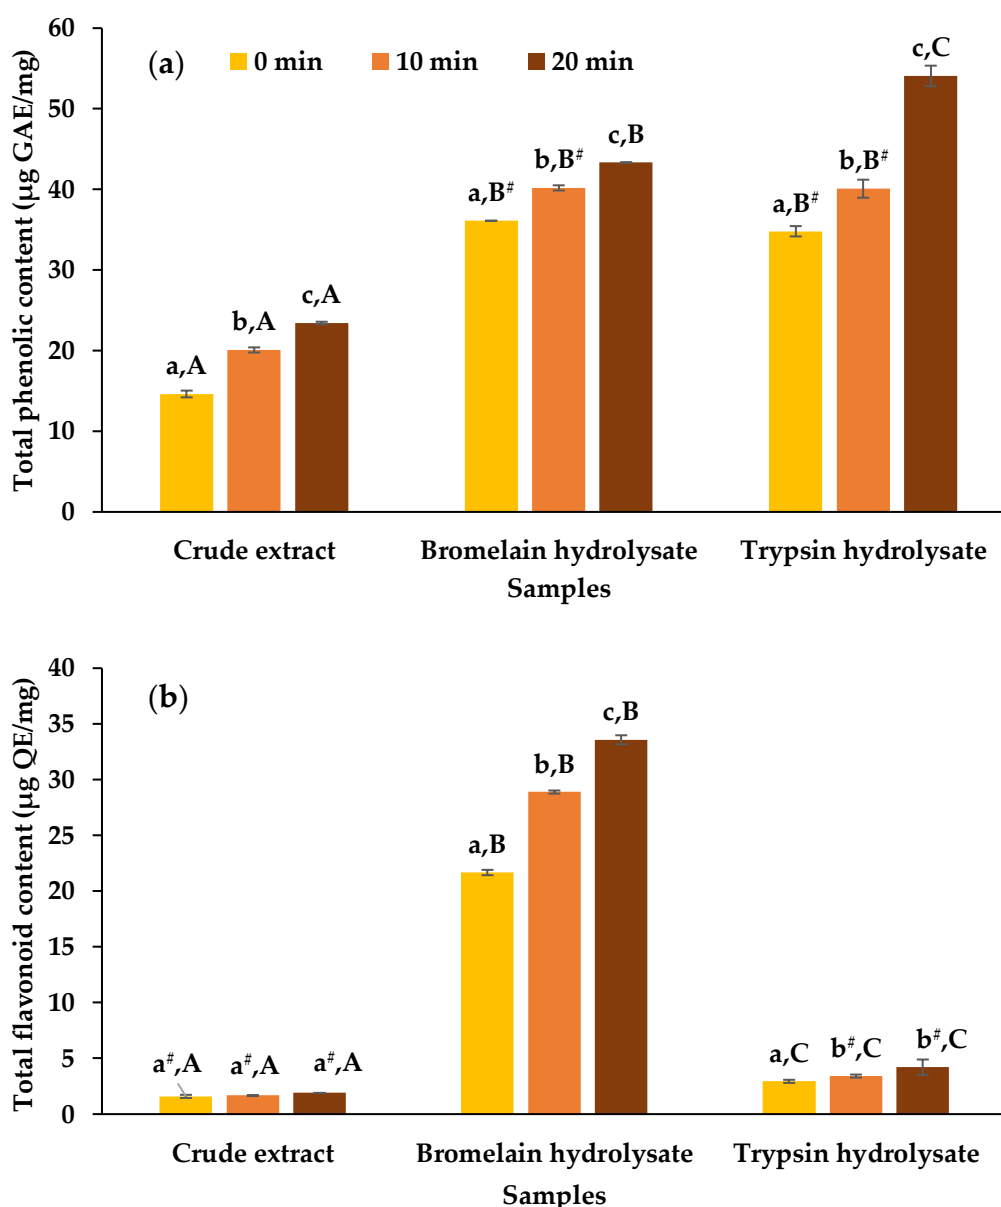 (a) 0 min 10 min 20 min
Total phenolic content (µg GAE/mg)
60
50
40
30
20
10
0
a,A b,A c,A
a,B# b,B# c,B
a,B# b,B# c,C
Crude extract Bromelain hydrolysate Trypsin hydrolysate
Samples
(b)
Total flavonoid content (µg QE/mg)
40
35
30
25
20
15
10
5
0
a#,A a#,A a#,A
a,B b,B c,B
a,C b#,C b#,C
Crude extract Bromelain hydrolysate Trypsin hydrolysate
Samples